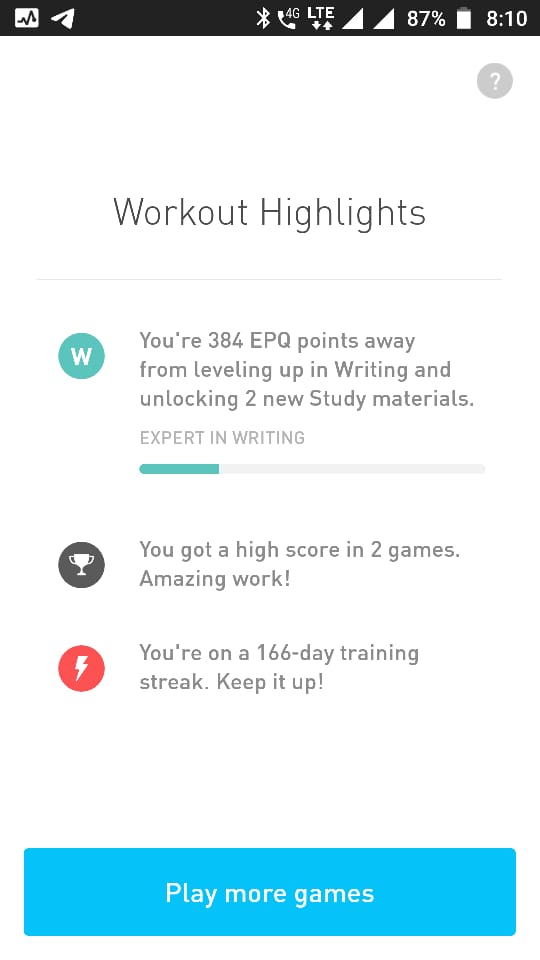 4G LTE 87% 8:10
?
Workout Highlights
W
You're 384 EPQ points away
from leveling up in Writing and
unlocking 2 new Study materials.
EXPERT IN WRITING
You got a high score in 2 games.
Amazing work!
You're on a 166-day training
streak. Keep it up!
Play more games